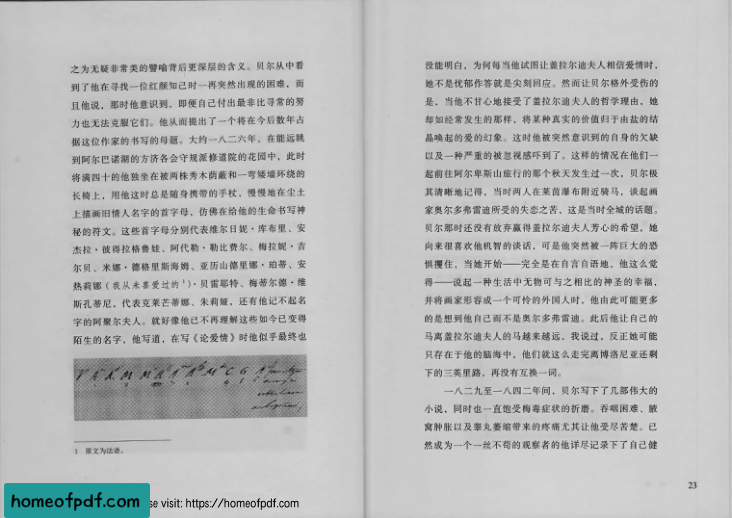 之为无疑非常美的譬喻背后更深层的含义。贝尔从中看
到了他在寻找一位红颜知己时一再突然出现的困难，而
且他说，那时他意识到，即便自己付出最非比寻常的努
力也无法克服它们。他从而提出了一个将在今后数年占
据这位作家的书写的母题。大约一八二六年，在能远眺
到阿尔巴诺湖的方济各会守规派修道院的花园中，此时
将满四十的他独坐在被两株秀木荫蔽和一弯矮墙环绕的
长椅上，用他这时总是随身携带的手杖，慢慢地在尘土
上描画旧情人名字的首字母，仿佛在给他的生命书写神
秘的符文。这些首字母分别代表维尔日妮·库布里、安
杰拉·彼得拉格鲁娃、阿代勒·勒比费尔、梅拉妮·吉
尔贝、米娜·德格里斯海姆、亚历山德里娜·珀蒂、安
热莉娜（我从未喜爱过的¹）·贝雷耶特、梅蒂尔德·维
斯孔蒂尼，代表克莱芒蒂娜、朱莉娅，还有他记不起名
字的阿聚尔夫人。就好像他已不再理解这些如今已变得
陌生的名字，他写道，在写《论爱情》时他似乎最终也
1 原文为法语。
没能明白，为何每当他试图让盖拉尔迪夫人相信爱情时，
她不是忧郁作答就是尖刻回应。然而让贝尔格外受伤的
是，当他不甘心地接受了盖拉尔迪夫人的哲学理由，她
却如经常发生的那样，将某种真实的价值归于由盐的结
晶唤起的爱的幻象。这时他被突然意识到的自身的欠缺
以及一种严重的被忽视感吓到了。这样的情况在他们一
起前往阿尔卑斯山旅行的那个秋天发生过一次，贝尔极
其清晰地记得，当时两人在莱茵瀑布附近骑马，谈起画
家奥尔多弗雷迪所受的失恋之苦，这是当时全城的话题。
贝尔那时还没有放弃赢得盖拉尔迪夫人芳心的希望，她
向来很喜欢他机智的谈话，可是他突然被一阵巨大的恐
惧攫住，当她开始——完全是在自言自语地，他这么觉
得——说起一种生活中无物可与之相比的神圣的幸福，
并将画家形容成一个可怜的外国人时，他由此可能更多
的是想到他自己而不是奥尔多弗雷迪。此后他让自己的
马离盖拉尔迪夫人的马越来越远，我说过，反正她可能
只存在于他的脑海中，他们就这么走完离博洛尼亚还剩
下的三英里路，再没有互换一词。
一八二九至一八四二年间，贝尔写下了几部伟大的
小说，同时也一直饱受梅毒症状的折磨。吞咽困难、腋
窝肿胀以及睾丸萎缩带来的疼痛尤其让他受尽苦楚。已
然成为一个一丝不苟的观察者的他详尽记录下了自己健
23
homeofpdf.com
se visit: https://homeofpdf.com